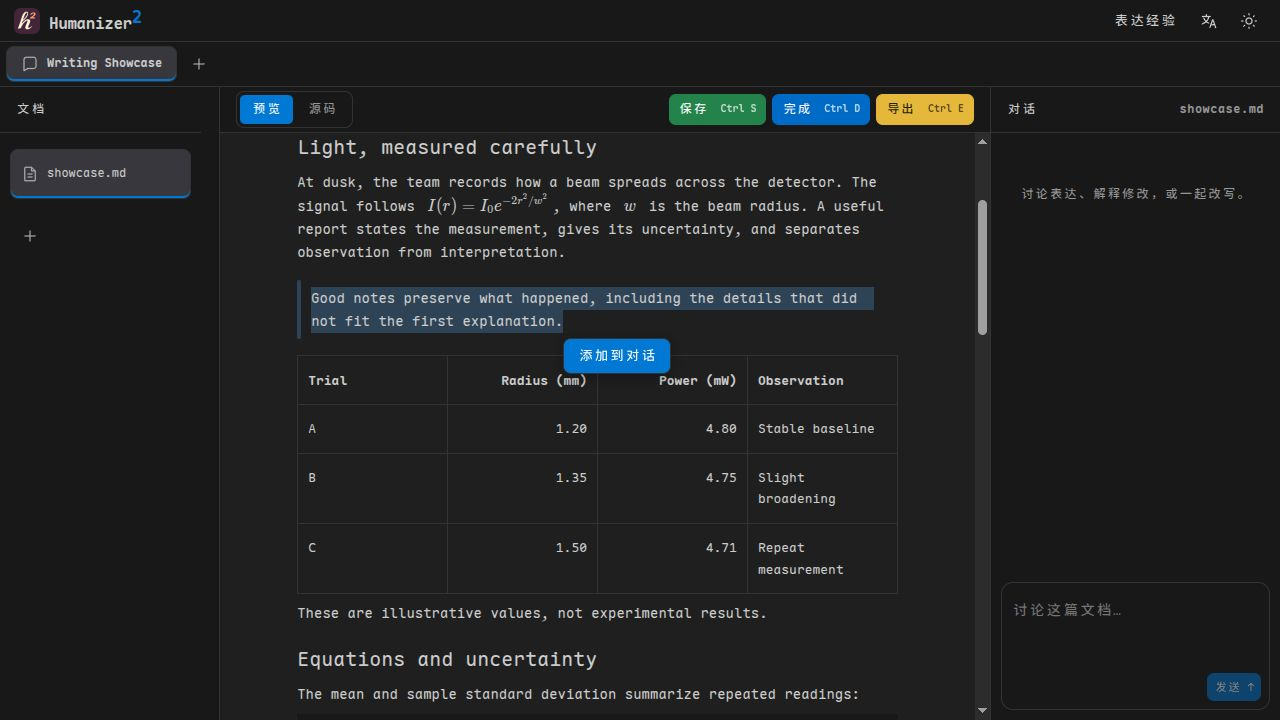 Humanizer2
表达经验
Writing Showcase
文档
预览
源码
保存 Ctrl S
完成 Ctrl D
导出 Ctrl E
对话
showcase.md
showcase.md
Light, measured carefully
At dusk, the team records how a beam spreads across the detector. The
signal follows I(r) = I₀e^{-2r²/w²}, where w is the beam radius. A useful
report states the measurement, gives its uncertainty, and separates
observation from interpretation.
Good notes preserve what happened, including the details that did
not fit the first explanation.
添加到对话
Trial Radius (mm) Power (mW) Observation
A 1.20 4.80 Stable baseline
B 1.35 4.75 Slight
broadening
C 1.50 4.71 Repeat
measurement
These are illustrative values, not experimental results.
Equations and uncertainty
The mean and sample standard deviation summarize repeated readings:
讨论表达、解释修改，或一起改写。
讨论这篇文档…
发送 ↑